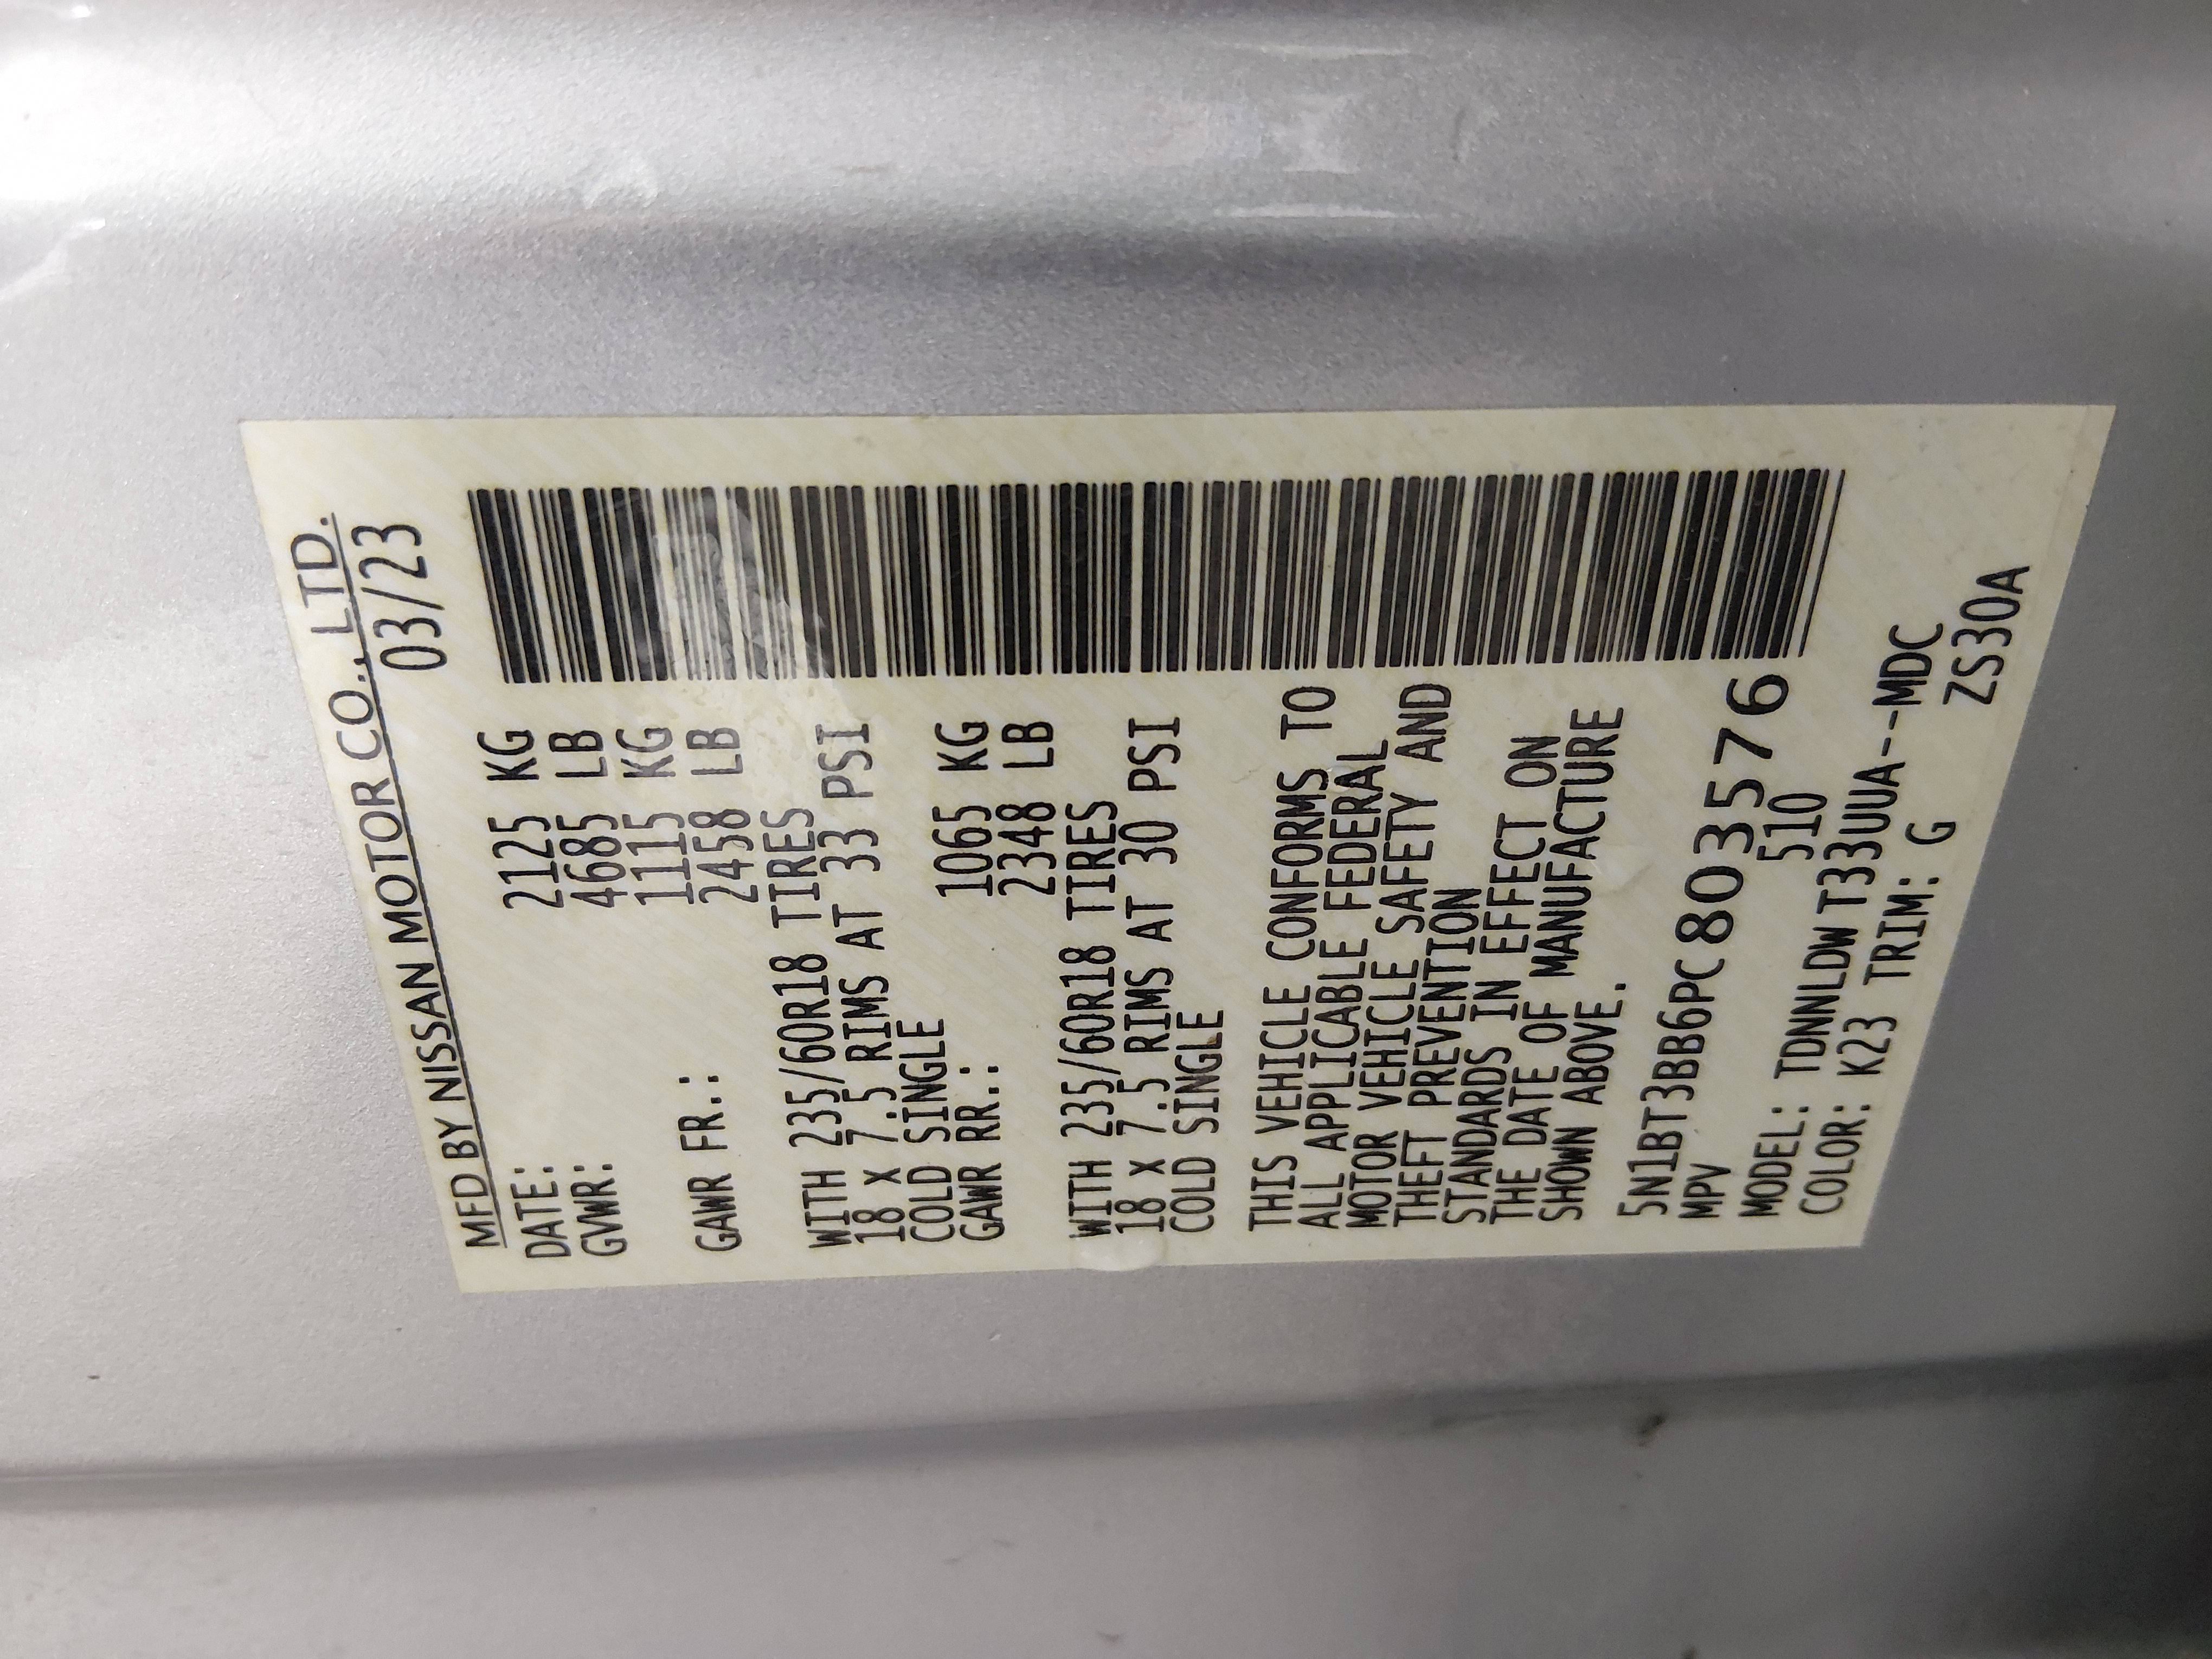 MFD BY NISSAN MOTOR CO., LTD.
DATE: 03/23
GVWR: 2125 KG
4685 LB
GAWR FR.: 1115 KG
2458 LB
WITH 235/60R18 TIRES
18 x 7.5 RIMS AT 33 PSI
COLD SINGLE
GAWR RR.: 1065 KG
2348 LB
WITH 235/60R18 TIRES
18 x 7.5 RIMS AT 30 PSI
COLD SINGLE
THIS VEHICLE CONFORMS TO
ALL APPLICABLE FEDERAL
MOTOR VEHICLE SAFETY AND
THEFT PREVENTION
STANDARDS IN EFFECT ON
THE DATE OF MANUFACTURE
SHOWN ABOVE.
5N1BT3BB6PC8035576
MPV 510
MODEL: TDNNLDW T33UUA--MDC
COLOR: K23 TRIM: G ZS30A